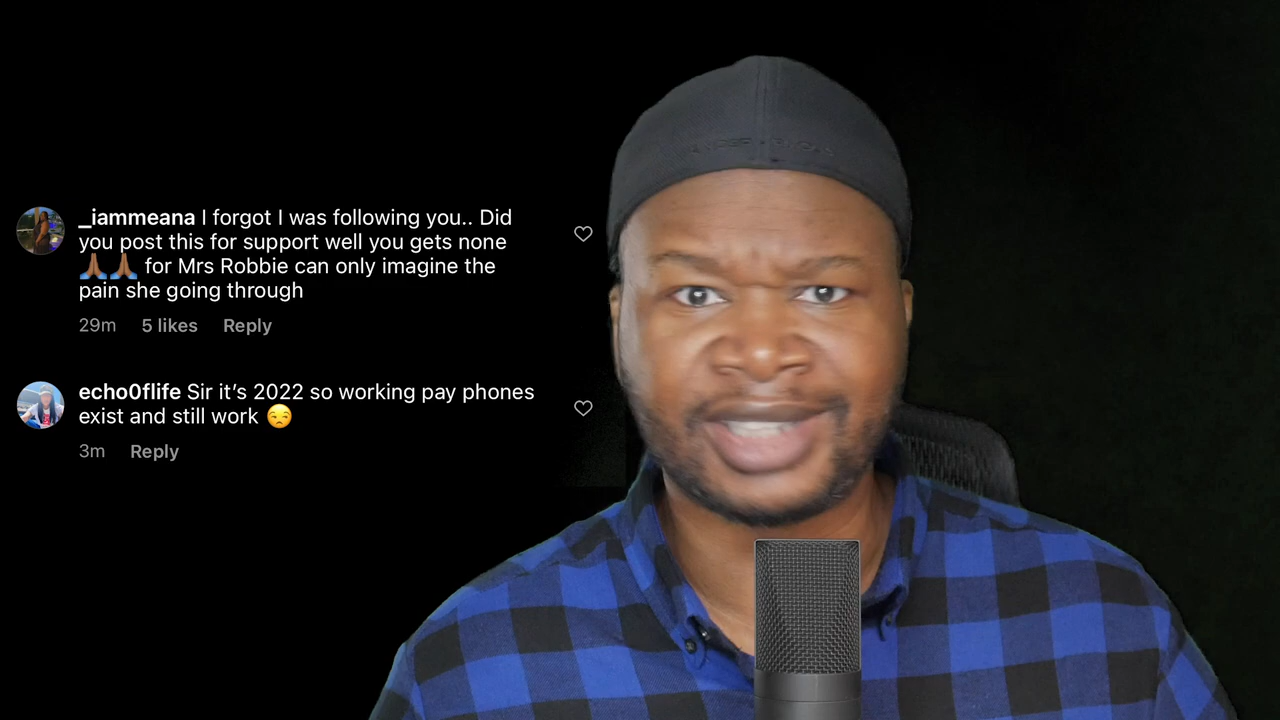 _iammeana I forgot I was following you.. Did
you post this for support well you gets none
🙏🏾🙏🏾 for Mrs Robbie can only imagine the
pain she going through
29m 5 likes Reply
echo0flife Sir it’s 2022 so working pay phones
exist and still work 😒
3m Reply